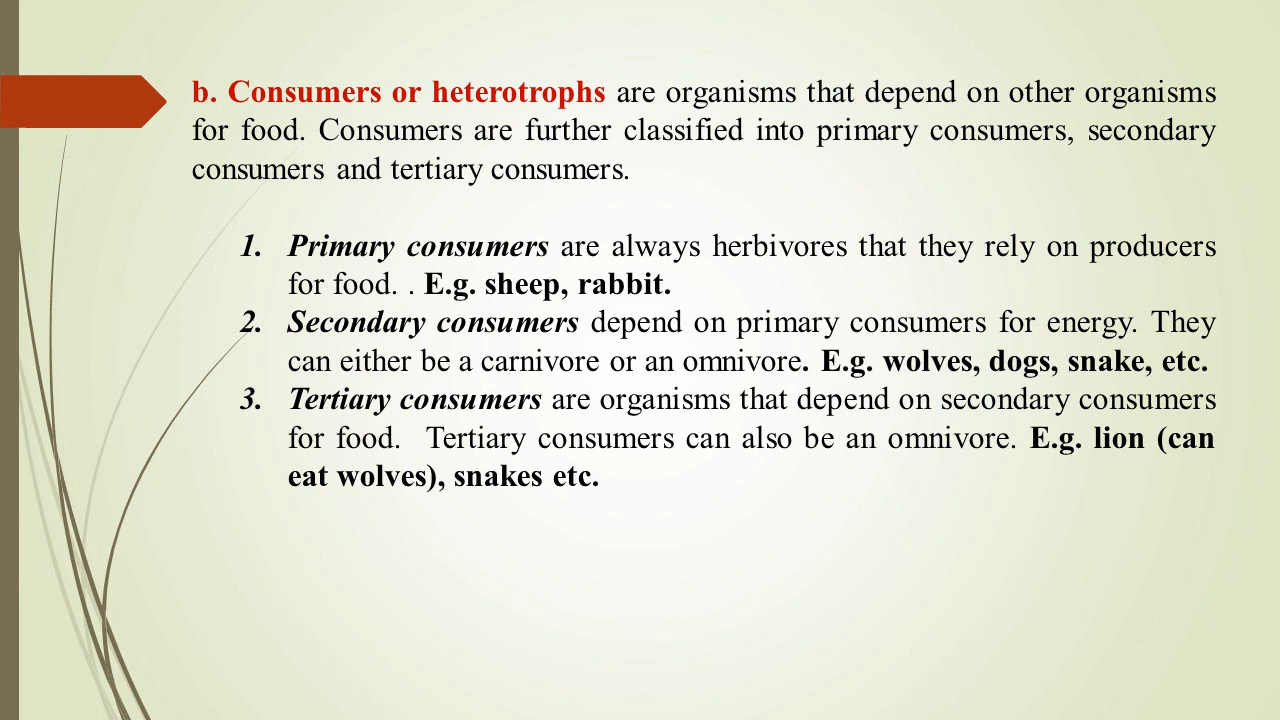 b. Consumers or heterotrophs are organisms that depend on other organisms
for food. Consumers are further classified into primary consumers, secondary
consumers and tertiary consumers.
1. Primary consumers are always herbivores that they rely on producers
for food. . E.g. sheep, rabbit.
2. Secondary consumers depend on primary consumers for energy. They
can either be a carnivore or an omnivore. E.g. wolves, dogs, snake, etc.
3. Tertiary consumers are organisms that depend on secondary consumers
for food. Tertiary consumers can also be an omnivore. E.g. lion (can
eat wolves), snakes etc.